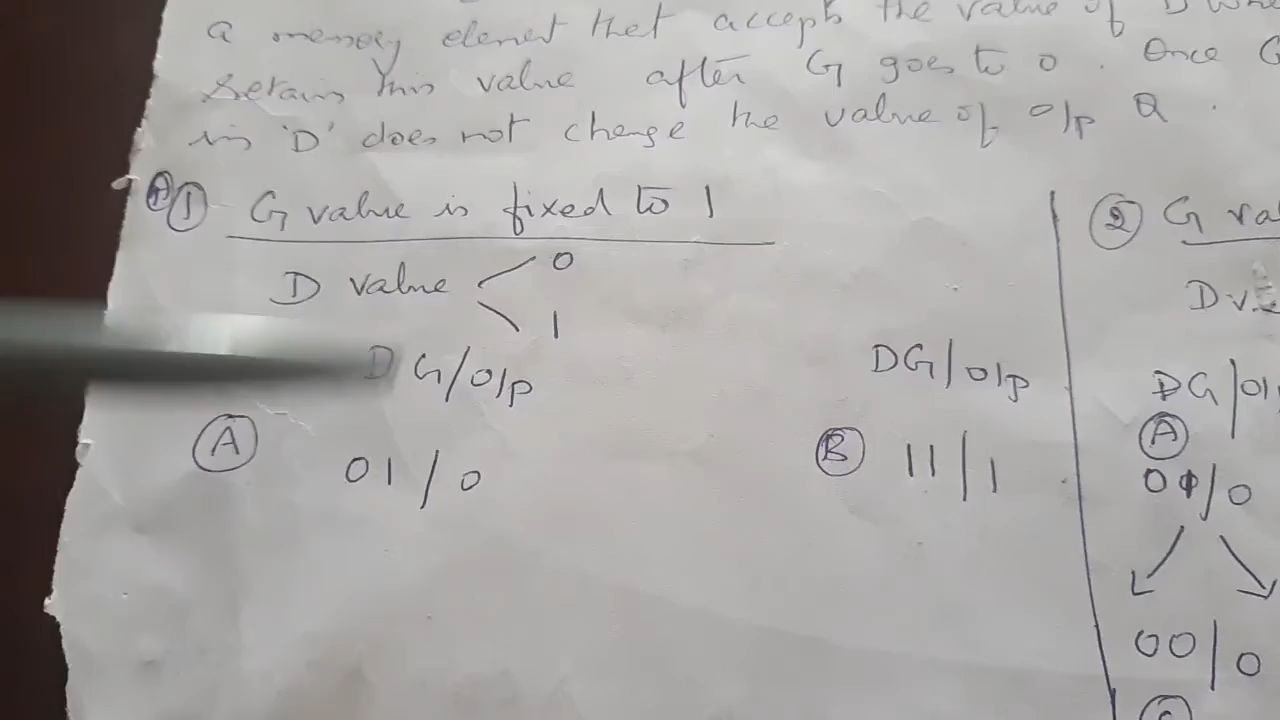 a memory element that accepts the value of D
retains this value after G goes to 0 . Once G
in 'D' does not change the value of o/p Q .
① G value is fixed to 1
D value < 0
1
DG/o/p
Ⓐ 01/0
DG/o/p
Ⓑ 11/1
② G va
D v
DG/o/
Ⓐ
/0
00/0